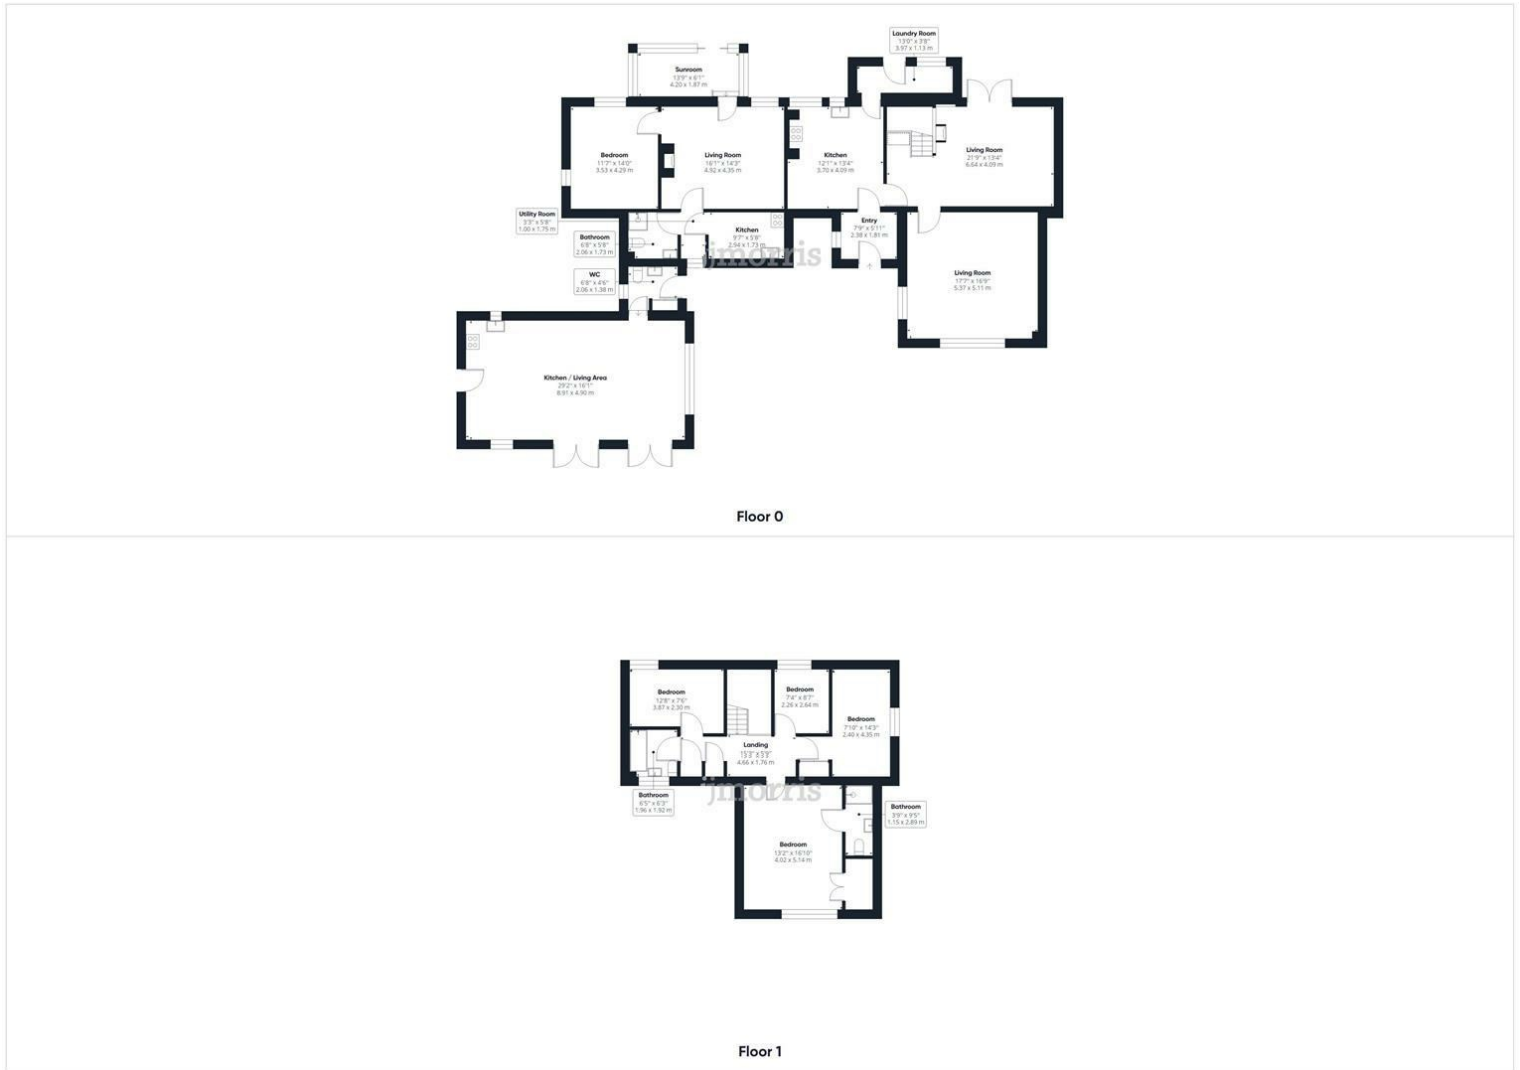 Laundry Room
13'0" x 3'8"
3.97 x 1.13 m
Sunroom
13'9" x 6'1"
4.20 x 1.87 m
Bedroom
11'7" x 14'0"
3.53 x 4.29 m
Living Room
16'1" x 14'3"
4.92 x 4.35 m
Kitchen
12'1" x 13'4"
3.70 x 4.09 m
Living Room
21'9" x 13'4"
6.64 x 4.09 m
Utility Room
3'3" x 5'8"
1.00 x 1.75 m
Bathroom
6'8" x 5'8"
2.06 x 1.73 m
Kitchen
9'7" x 5'8"
2.94 x 1.73 m
Entry
7'9" x 5'11"
2.38 x 1.81 m
jjmorris
WC
6'8" x 4'6"
2.06 x 1.38 m
Living Room
17'7" x 16'9"
5.37 x 5.11 m
Kitchen / Living Area
29'2" x 16'1"
8.91 x 4.90 m
Floor 0
Bedroom
12'8" x 7'6"
3.87 x 2.30 m
Bedroom
7'4" x 8'7"
2.26 x 2.64 m
Bedroom
7'10" x 14'3"
2.40 x 4.35 m
Landing
15'3" x 5'9"
4.66 x 1.76 m
jjmorris
Bathroom
6'5" x 6'3"
1.96 x 1.92 m
Bathroom
3'9" x 9'5"
1.15 x 2.89 m
Bedroom
13'2" x 16'10"
4.02 x 5.14 m
Floor 1